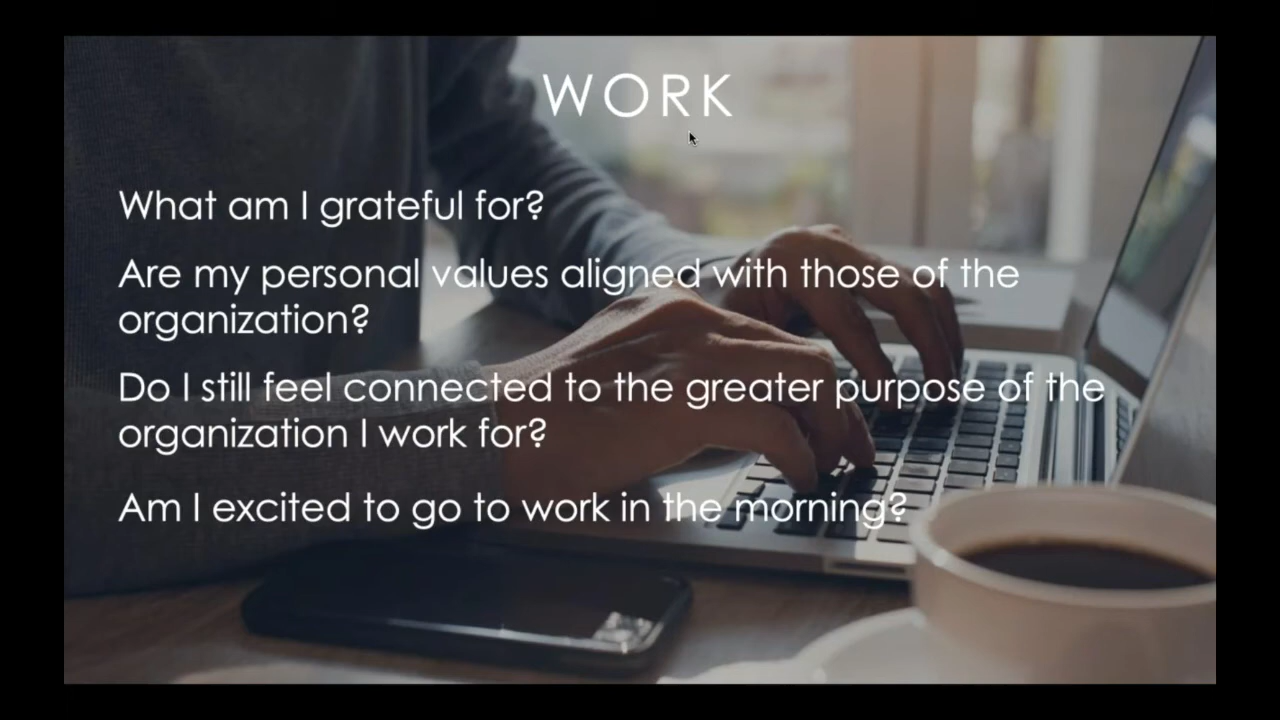 WORK
What am I grateful for?
Are my personal values aligned with those of the
organization?
Do I still feel connected to the greater purpose of the
organization I work for?
Am I excited to go to work in the morning?